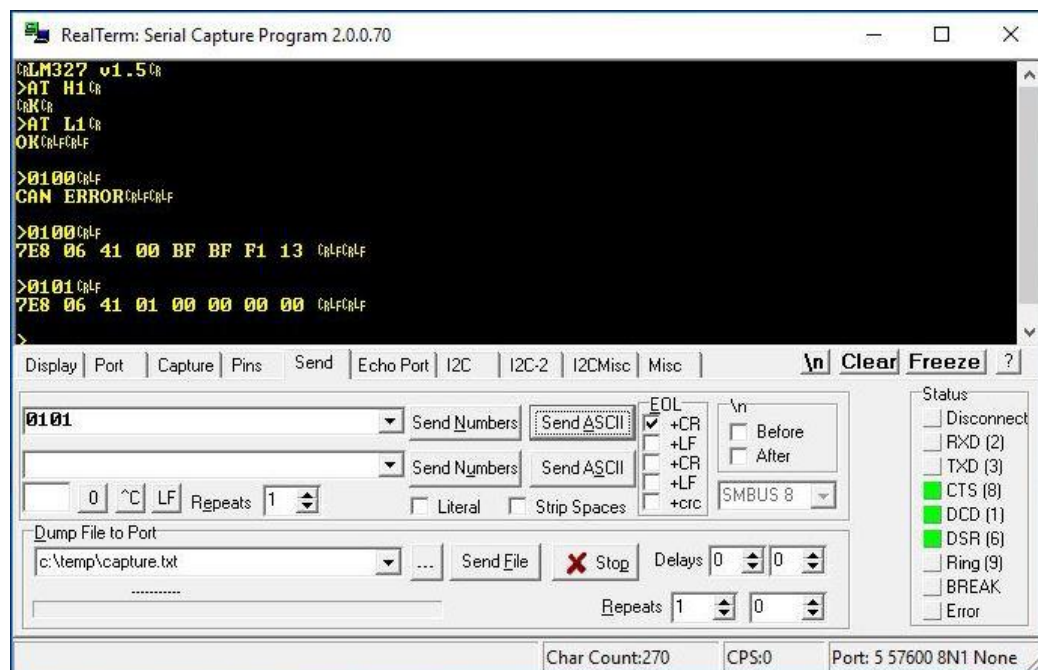 RealTerm: Serial Capture Program 2.0.0.70
CRLM327 v1.5CR
>AT H1CR
CRKCR
>AT L1CR
OKCRLFCRLF
>0100CRLF
CAN ERRORCRLFCRLF
>0100CRLF
7E8 06 41 00 BF BF F1 13 CRLFCRLF
>0101CRLF
7E8 06 41 01 00 00 00 00 CRLFCRLF
>
Display Port Capture Pins Send Echo Port I2C I2C-2 I2CMisc Misc \n Clear Freeze ?
0101 Send Numbers Send ASCII
Send Numbers Send ASCII
0 ^C LF Repeats 1 Literal Strip Spaces
EOL
+CR
+LF
+CR
+LF
+crc
\n
Before
After
SMBUS 8
Dump File to Port
c:\temp\capture.txt ... Send File Stop Delays 0 0
Repeats 1 0
Status
Disconnect
RXD (2)
TXD (3)
CTS (8)
DCD (1)
DSR (6)
Ring (9)
BREAK
Error
Char Count:270 CPS:0 Port: 5 57600 8N1 None